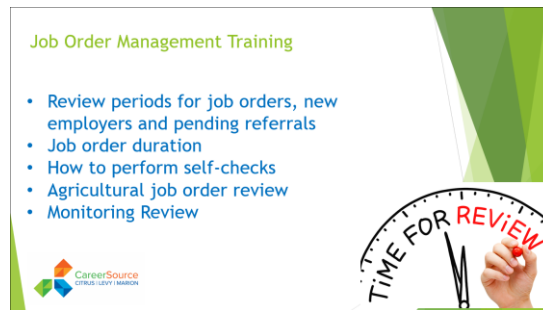 Job Order Management Training
• Review periods for job orders, new
employers and pending referrals
• Job order duration
• How to perform self-checks
• Agricultural job order review
• Monitoring Review
TiME FOR REViEW
CareerSource
CITRUS | LEVY | MARION